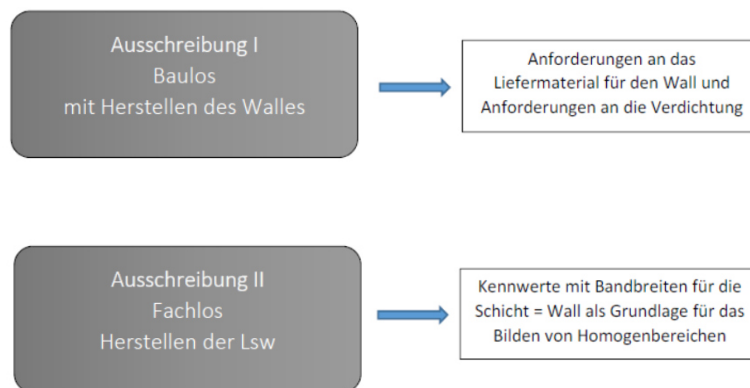 Ausschreibung I
Baulos
mit Herstellen des Walles
Anforderungen an das
Liefermaterial für den Wall und
Anforderungen an die Verdichtung
Ausschreibung II
Fachlos
Herstellen der Lsw
Kennwerte mit Bandbreiten für die
Schicht = Wall als Grundlage für das
Bilden von Homogenbereichen